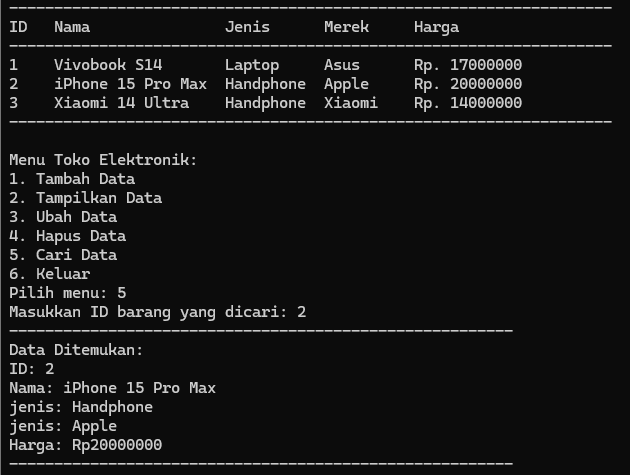 -------------------------------------------------------------------
ID   Nama               Jenis      Merek     Harga
-------------------------------------------------------------------
1    Vivobook S14       Laptop     Asus      Rp. 17000000
2    iPhone 15 Pro Max  Handphone  Apple     Rp. 20000000
3    Xiaomi 14 Ultra    Handphone  Xiaomi    Rp. 14000000
-------------------------------------------------------------------
Menu Toko Elektronik:
1. Tambah Data
2. Tampilkan Data
3. Ubah Data
4. Hapus Data
5. Cari Data
6. Keluar
Pilih menu: 5
Masukkan ID barang yang dicari: 2
--------------------------------------------------------
Data Ditemukan:
ID: 2
Nama: iPhone 15 Pro Max
jenis: Handphone
jenis: Apple
Harga: Rp20000000
--------------------------------------------------------